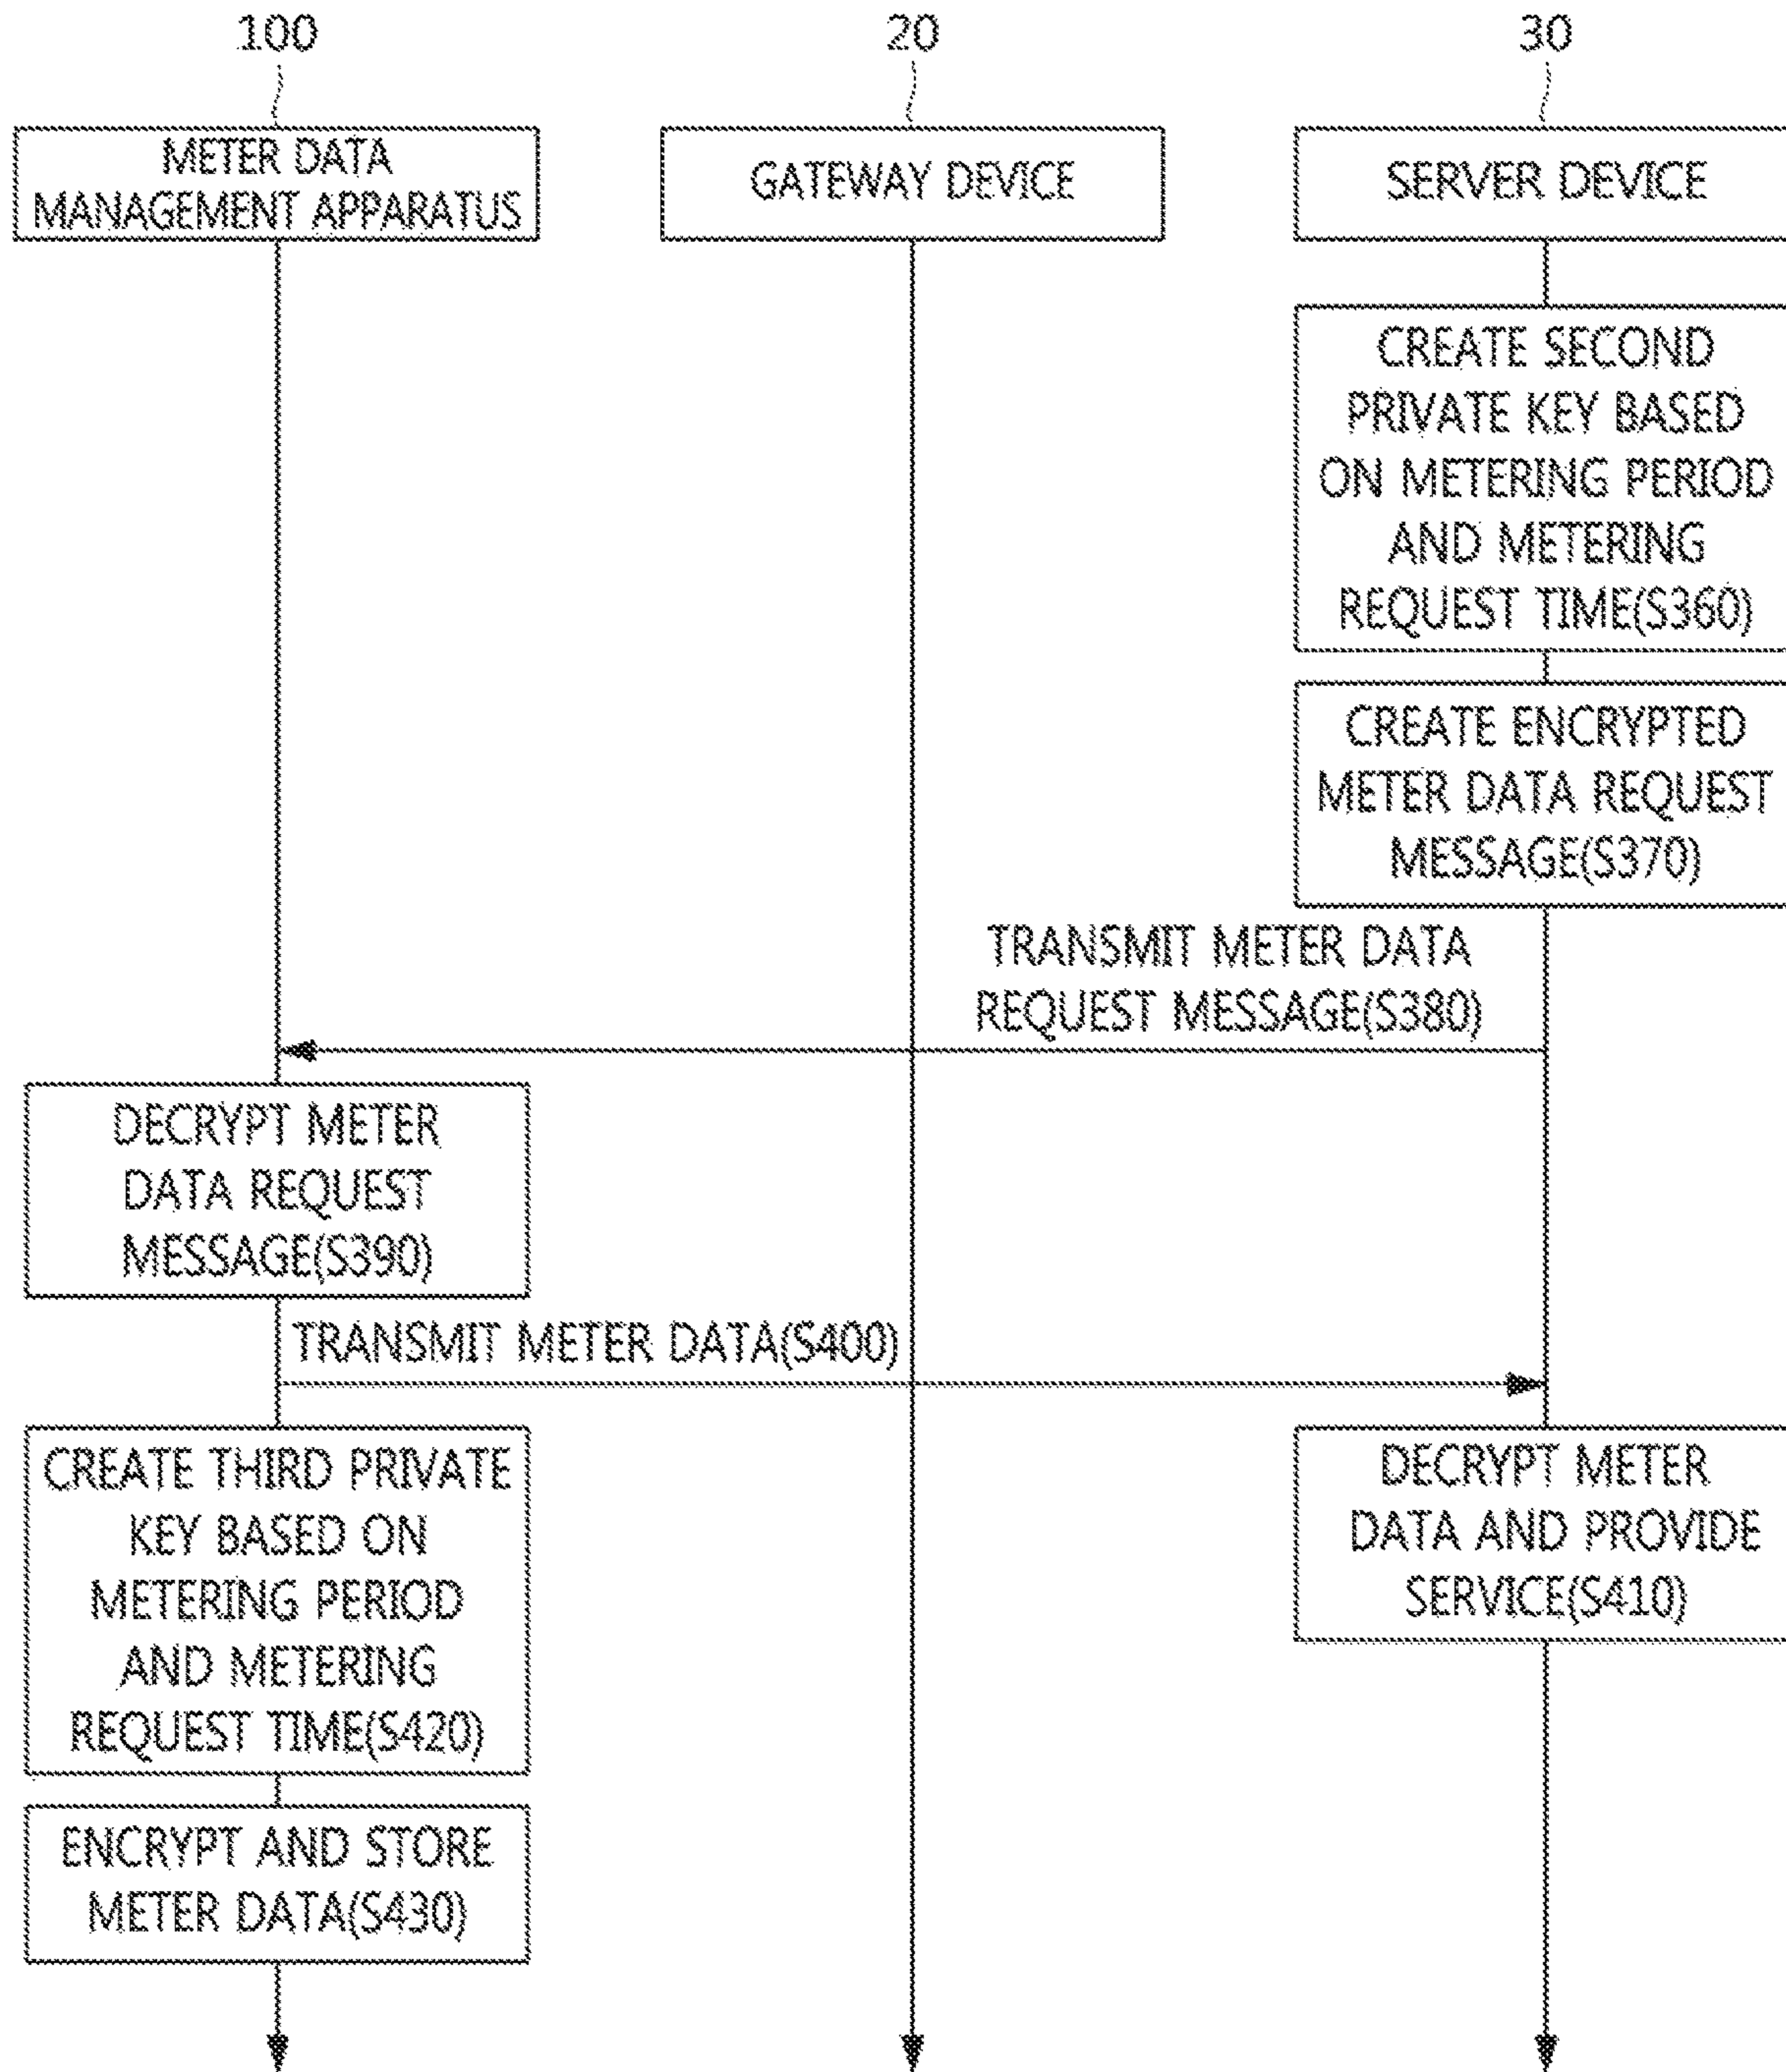 100
20
30
METER DATA
MANAGEMENT APPARATUS
GATEWAY DEVICE
SERVER DEVICE
CREATE SECOND
PRIVATE KEY BASED
ON METERING PERIOD
AND METERING
REQUEST TIME(S360)
CREATE ENCRYPTED
METER DATA REQUEST
MESSAGE(S370)
TRANSMIT METER DATA
REQUEST MESSAGE(S380)
DECRYPT METER
DATA REQUEST
MESSAGE(S390)
TRANSMIT METER DATA(S400)
CREATE THIRD PRIVATE
KEY BASED ON
METERING PERIOD
AND METERING
REQUEST TIME(S420)
DECRYPT METER
DATA AND PROVIDE
SERVICE(S410)
ENCRYPT AND STORE
METER DATA(S430)